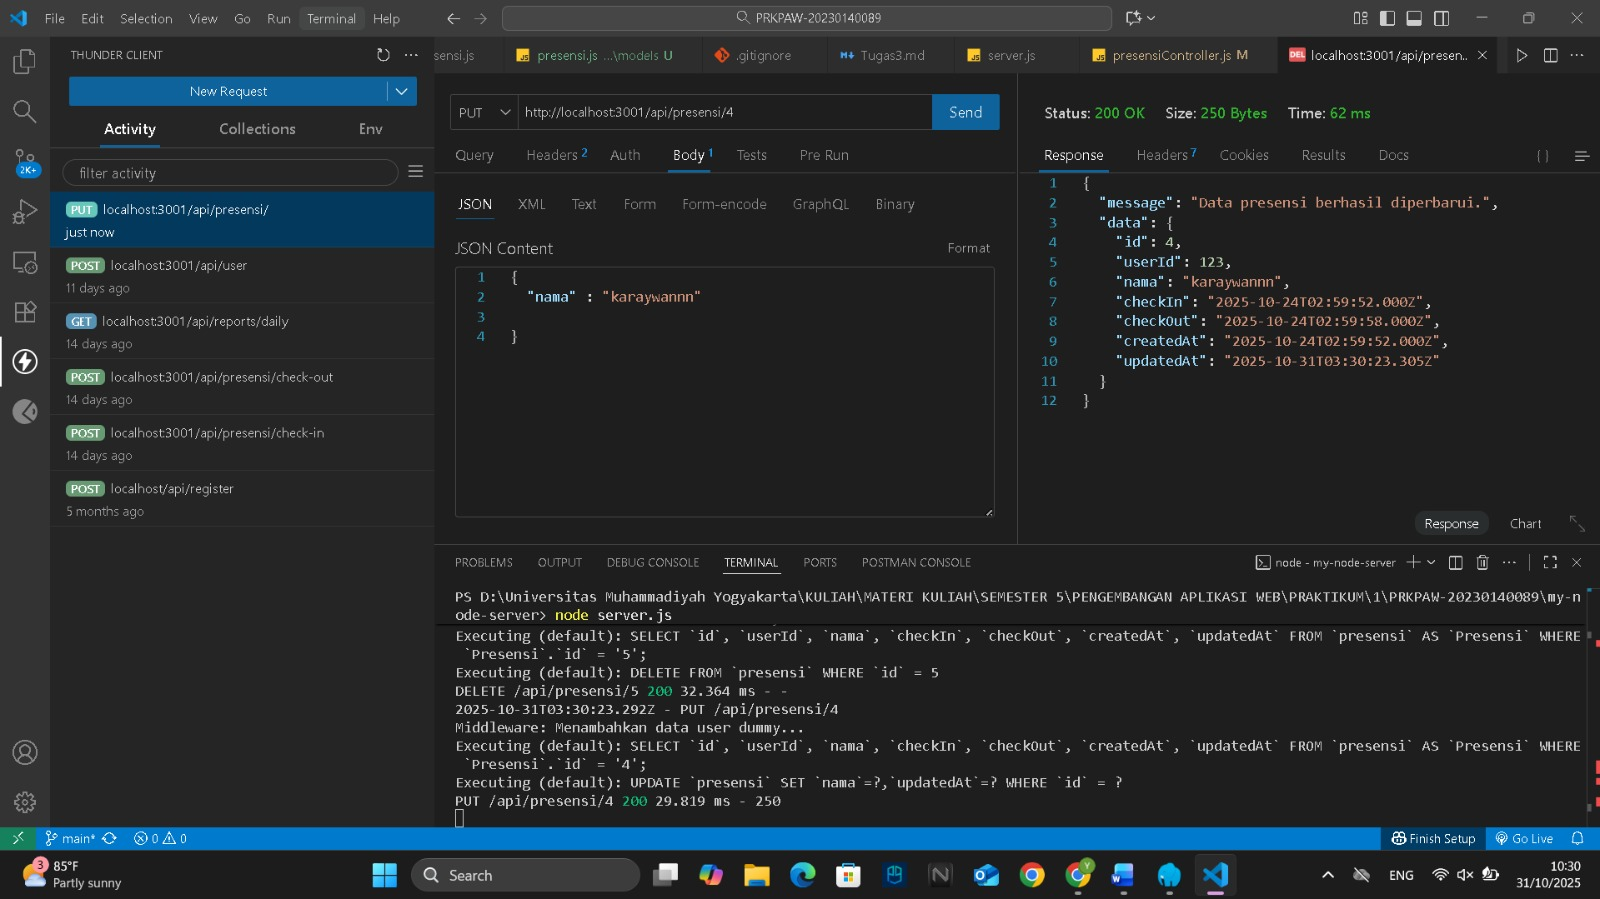 File Edit Selection View Go Run Terminal Help
PRKPAW-20230140089
THUNDER CLIENT
New Request
Activity Collections Env
filter activity
PUT localhost:3001/api/presensi/
just now
POST localhost:3001/api/user
11 days ago
GET localhost:3001/api/reports/daily
14 days ago
POST localhost:3001/api/presensi/check-out
14 days ago
POST localhost:3001/api/presensi/check-in
14 days ago
POST localhost/api/register
5 months ago
2K+
sensi.js
JS presensi.js ...\models U
.gitignore
Tugas3.md
JS server.js
JS presensiController.js M
DEL localhost:3001/api/presen..
PUT http://localhost:3001/api/presensi/4 Send
Query Headers 2 Auth Body 1 Tests Pre Run
JSON XML Text Form Form-encode GraphQL Binary
JSON Content Format
1 {
2 "nama" : "karaywannn"
3
4 }
Status: 200 OK Size: 250 Bytes Time: 62 ms
Response Headers 7 Cookies Results Docs { }
1 {
2 "message": "Data presensi berhasil diperbarui.",
3 "data": {
4 "id": 4,
5 "userId": 123,
6 "nama": "karaywannn",
7 "checkIn": "2025-10-24T02:59:52.000Z",
8 "checkOut": "2025-10-24T02:59:58.000Z",
9 "createdAt": "2025-10-24T02:59:52.000Z",
10 "updatedAt": "2025-10-31T03:30:23.305Z"
11 }
12 }
Response Chart
PROBLEMS OUTPUT DEBUG CONSOLE TERMINAL PORTS POSTMAN CONSOLE
node - my-node-server
PS D:\Universitas Muhammadiyah Yogyakarta\KULIAH\MATERI KULIAH\SEMESTER 5\PENGEMBANGAN APLIKASI WEB\PRAKTIKUM\1\PRKPAW-20230140089\my-n
ode-server> node server.js
Executing (default): SELECT `id`, `userId`, `nama`, `checkIn`, `checkOut`, `createdAt`, `updatedAt` FROM `presensi` AS `Presensi` WHERE
`Presensi`.`id` = '5';
Executing (default): DELETE FROM `presensi` WHERE `id` = 5
DELETE /api/presensi/5 200 32.364 ms - -
2025-10-31T03:30:23.292Z - PUT /api/presensi/4
Middleware: Menambahkan data user dummy...
Executing (default): SELECT `id`, `userId`, `nama`, `checkIn`, `checkOut`, `createdAt`, `updatedAt` FROM `presensi` AS `Presensi` WHERE
`Presensi`.`id` = '4';
Executing (default): UPDATE `presensi` SET `nama`=?,`updatedAt`=? WHERE `id` = ?
PUT /api/presensi/4 200 29.819 ms - 250
main* 0 0 Finish Setup Go Live
3
85°F
Partly sunny
Search
ENG
10:30
31/10/2025